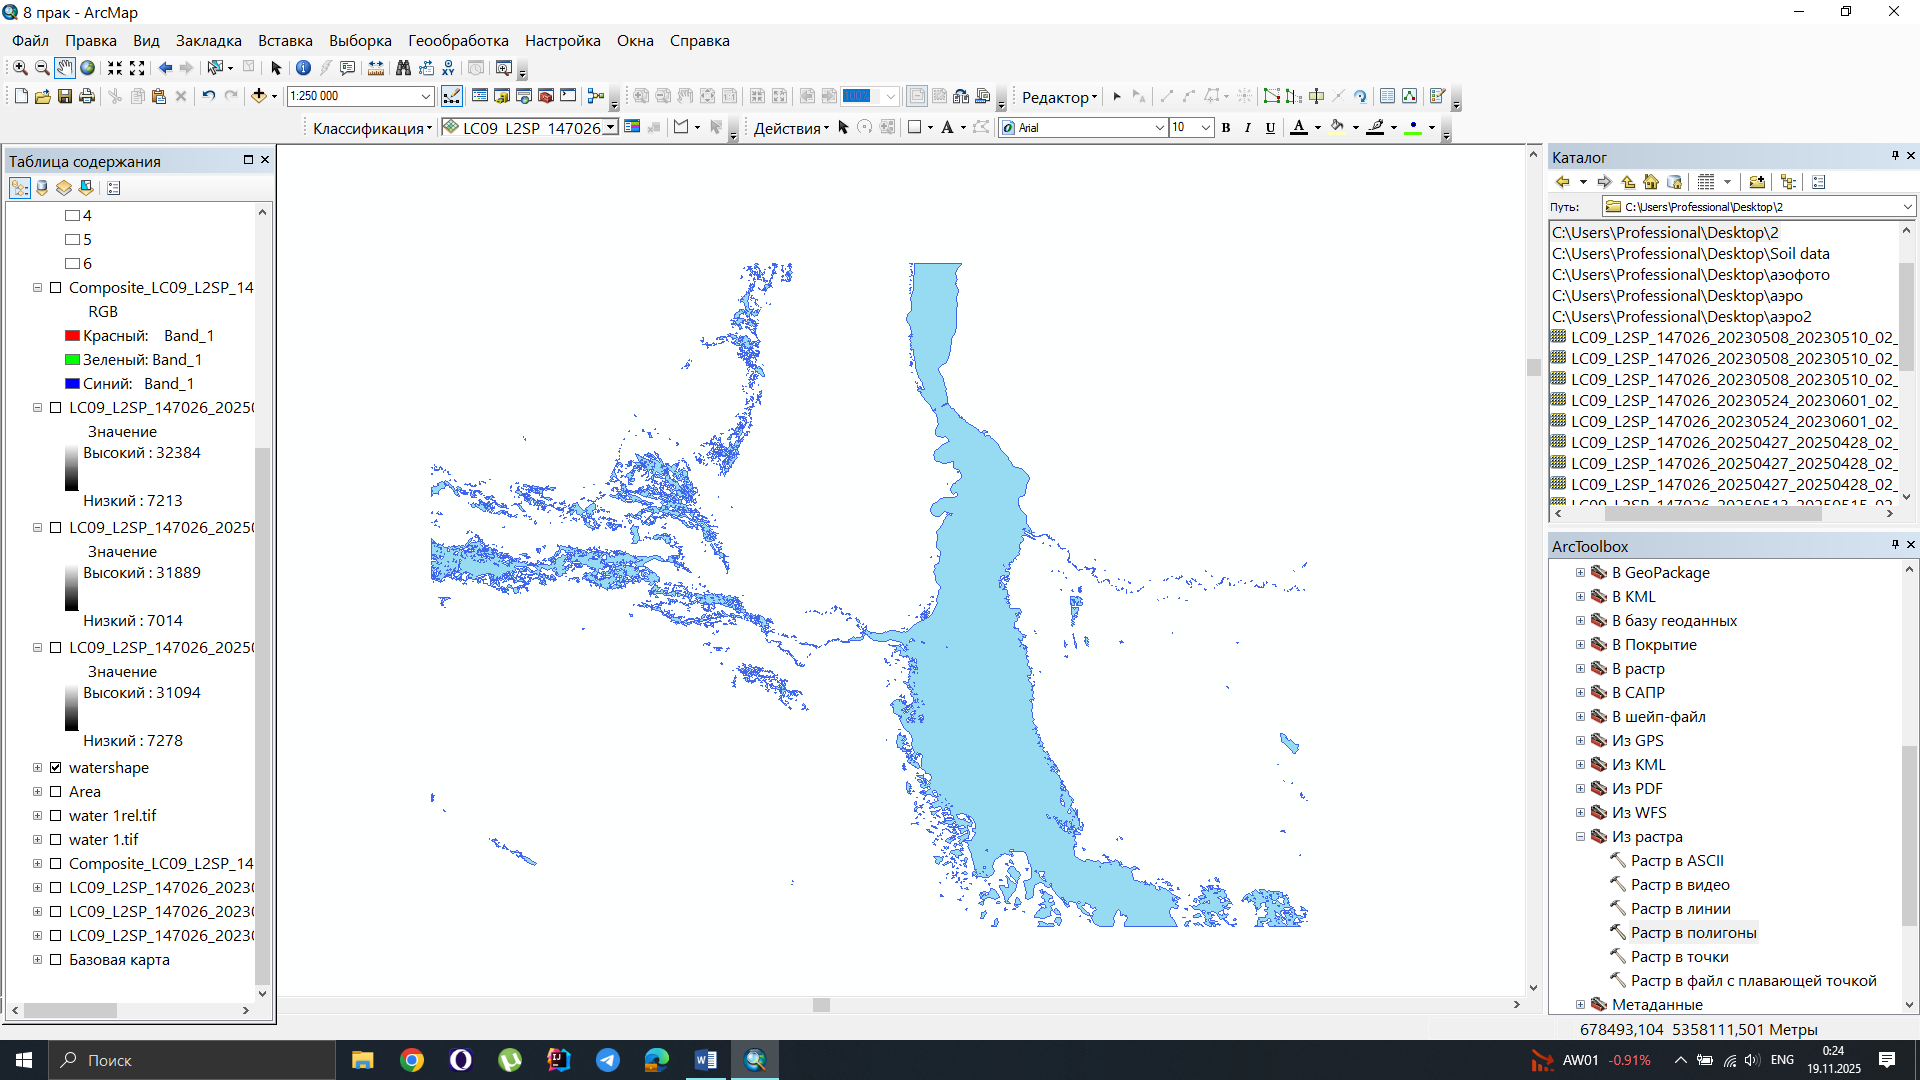 8 прак - ArcMap
Файл Правка Вид Закладка Вставка Выборка Геообработка Настройка Окна Справка
1:250 000
100%
Редактор
Классификация
LC09_L2SP_147026
Действия
Arial
10
B I U A
Таблица содержания
4
5
6
Composite_LC09_L2SP_14
RGB
Красный: Band_1
Зеленый: Band_1
Синий: Band_1
LC09_L2SP_147026_2025
Значение
Высокий : 32384
Низкий : 7213
LC09_L2SP_147026_2025
Значение
Высокий : 31889
Низкий : 7014
LC09_L2SP_147026_2025
Значение
Высокий : 31094
Низкий : 7278
watershape
Area
water 1rel.tif
water 1.tif
Composite_LC09_L2SP_14
LC09_L2SP_147026_2023
LC09_L2SP_147026_2023
LC09_L2SP_147026_2023
Базовая карта
Каталог
Путь: C:\Users\Professional\Desktop\2
C:\Users\Professional\Desktop\2
C:\Users\Professional\Desktop\Soil data
C:\Users\Professional\Desktop\аэофото
C:\Users\Professional\Desktop\аэро
C:\Users\Professional\Desktop\аэро2
LC09_L2SP_147026_20230508_20230510_02_
LC09_L2SP_147026_20230508_20230510_02_
LC09_L2SP_147026_20230508_20230510_02_
LC09_L2SP_147026_20230524_20230601_02_
LC09_L2SP_147026_20230524_20230601_02_
LC09_L2SP_147026_20250427_20250428_02_
LC09_L2SP_147026_20250427_20250428_02_
LC09_L2SP_147026_20250427_20250428_02_
ArcToolbox
В GeoPackage
В KML
В базу геоданных
В Покрытие
В растр
В САПР
В шейп-файл
Из GPS
Из KML
Из PDF
Из WFS
Из растра
Растр в ASCII
Растр в видео
Растр в линии
Растр в полигоны
Растр в точки
Растр в файл с плавающей точкой
Метаданные
678493,104 5358111,501 Метры
Поиск
AW01 -0.91%
ENG
0:24
19.11.2025